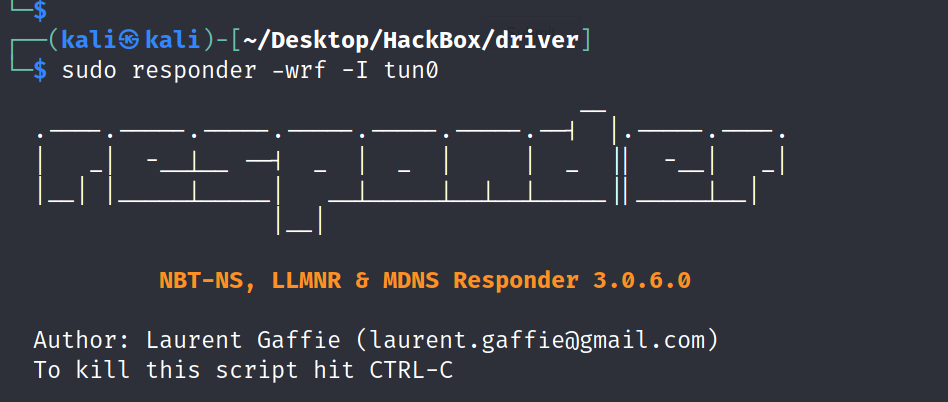 $
(kali㉿kali)-[~/Desktop/HackBox/driver]
$ sudo responder -wrf -I tun0
responder
NBT-NS, LLMNR & MDNS Responder 3.0.6.0
Author: Laurent Gaffie (laurent.gaffie@gmail.com)
To kill this script hit CTRL-C